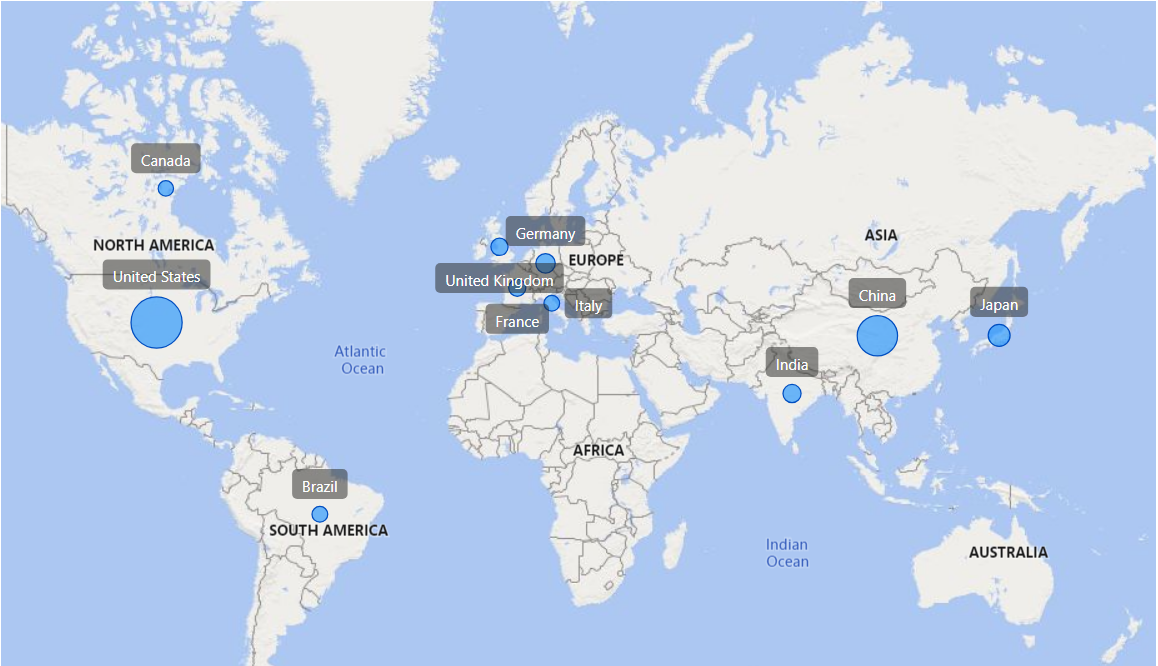 Canada
NORTH AMERICA
United States
Germany
EUROPE
United Kingdom
Italy
France
ASIA
China
Japan
India
Atlantic
Ocean
AFRICA
Brazil
SOUTH AMERICA
Indian
Ocean
AUSTRALIA